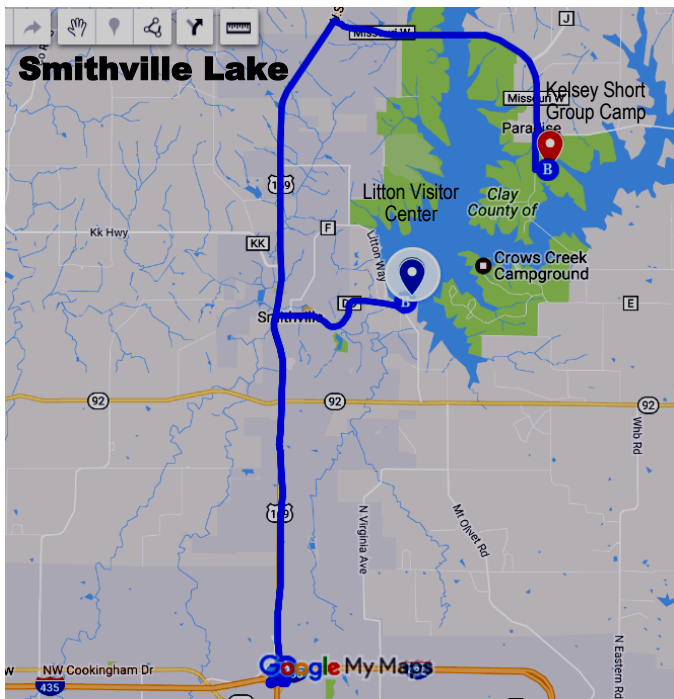 J
Missouri W
Smithville Lake
Kelsey Short
Group Camp
Missouri W
Paradise
169
Litton Visitor
Center
Clay
County of
F
Kk Hwy
KK
Litton Way
Crows Creek
Campground
E
Smithville
92
92
92
Whb Rd
169
N Virginia Ave
Mt Olivet Rd
N Eastern Rd
Google My Maps
NW Cookingham Dr
435
B
B